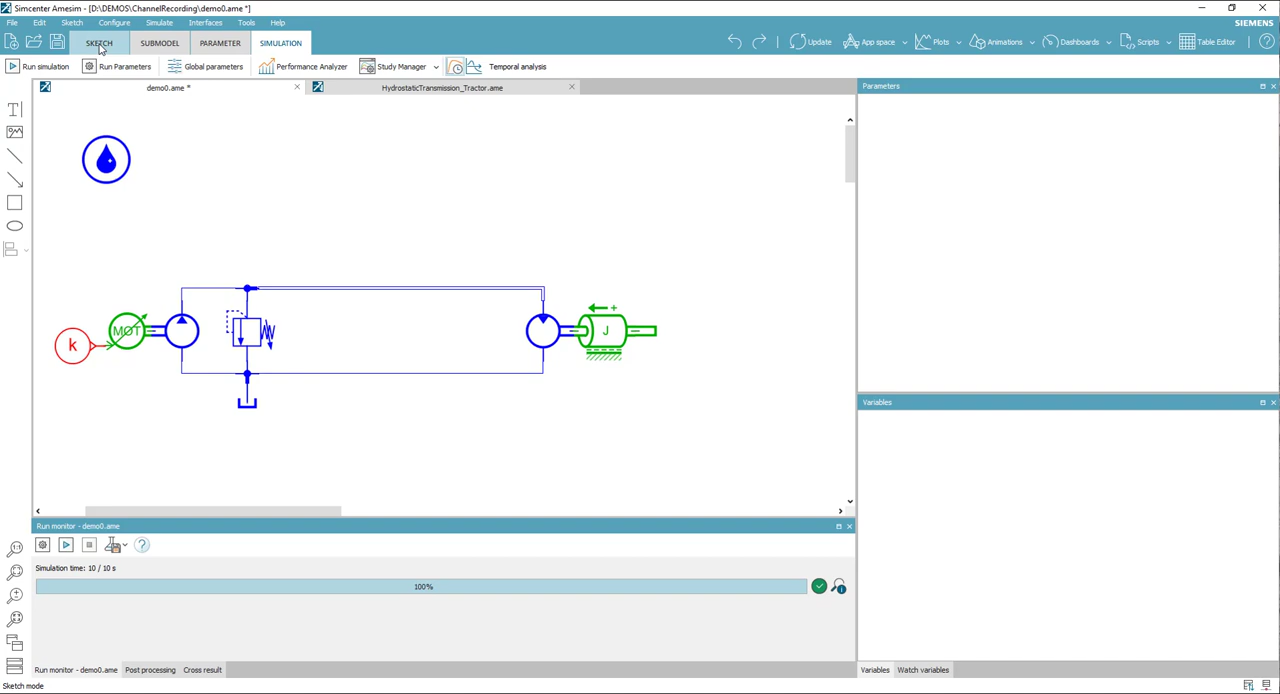 Simcenter Amesim - [D:\DEMOS\ChannelRecording\demo0.ame *]
File Edit Sketch Configure Simulate Interfaces Tools Help
SIEMENS
SKETCH SUBMODEL PARAMETER SIMULATION
Update App space Plots Animations Dashboards Scripts Table Editor
Run simulation Run Parameters Global parameters Performance Analyzer Study Manager Temporal analysis
demo0.ame * HydrostaticTransmission_Tractor.ame
Parameters
T
+
MOT
J
k
Variables
Run monitor - demo0.ame
Simulation time: 10 / 10 s
100%
Run monitor - demo0.ame Post processing Cross result
Variables Watch variables
Sketch mode